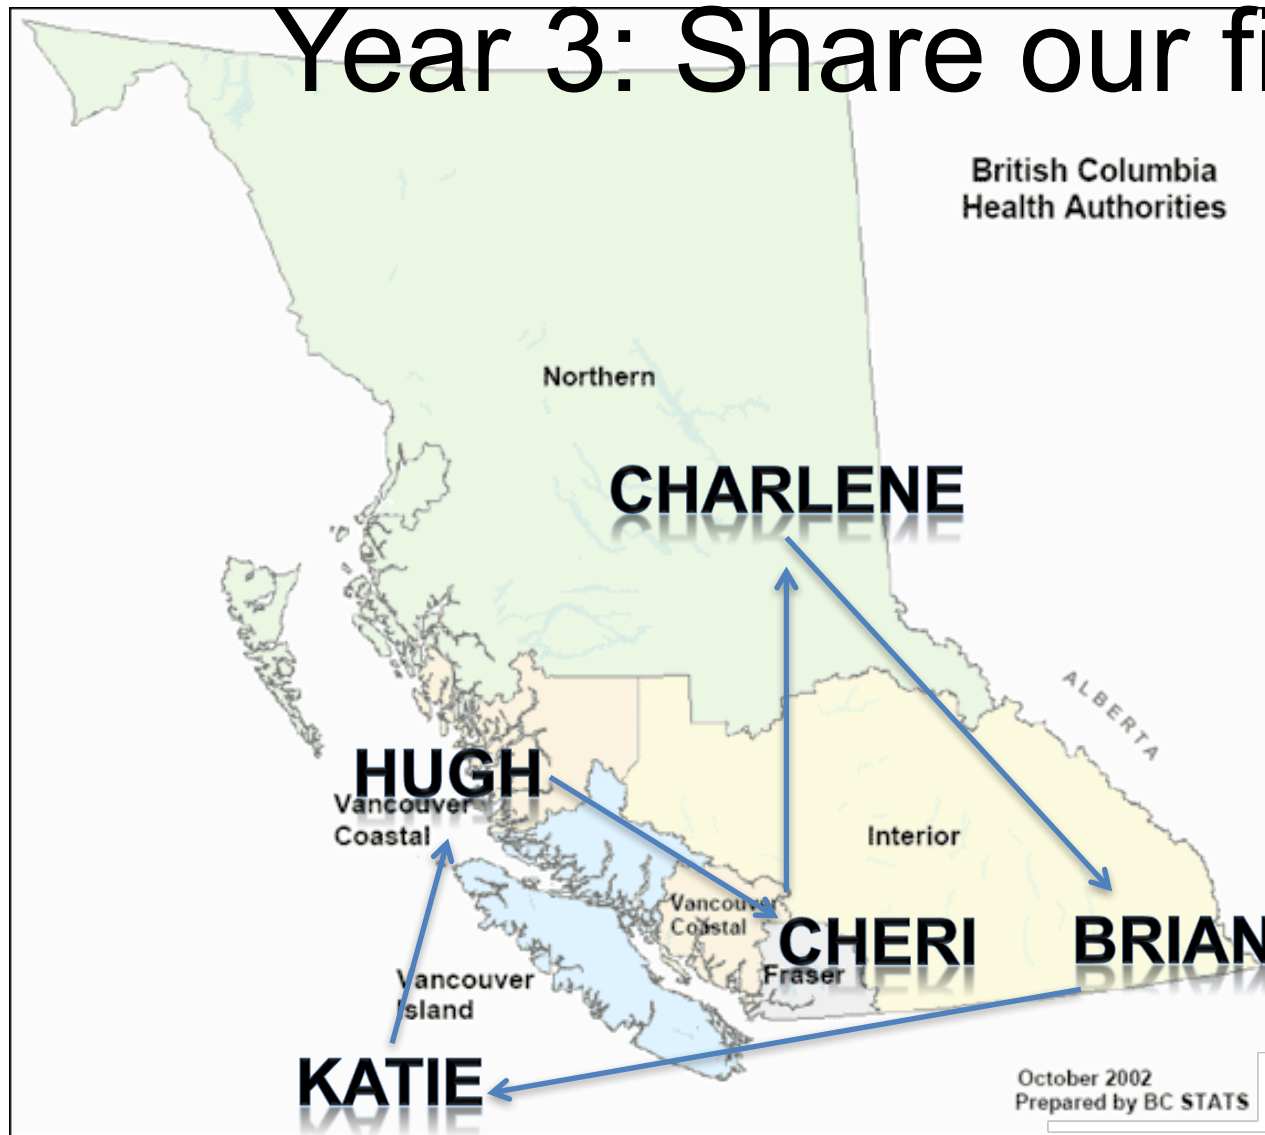 Year 3: Share our fi
British Columbia
Health Authorities
Northern
CHARLENE
ALBERTA
HUGH
Vancouver
Coastal
Interior
Vancouver
Coastal
CHERI
BRIAN
Fraser
Vancouver
Island
KATIE
October 2002
Prepared by BC STATS